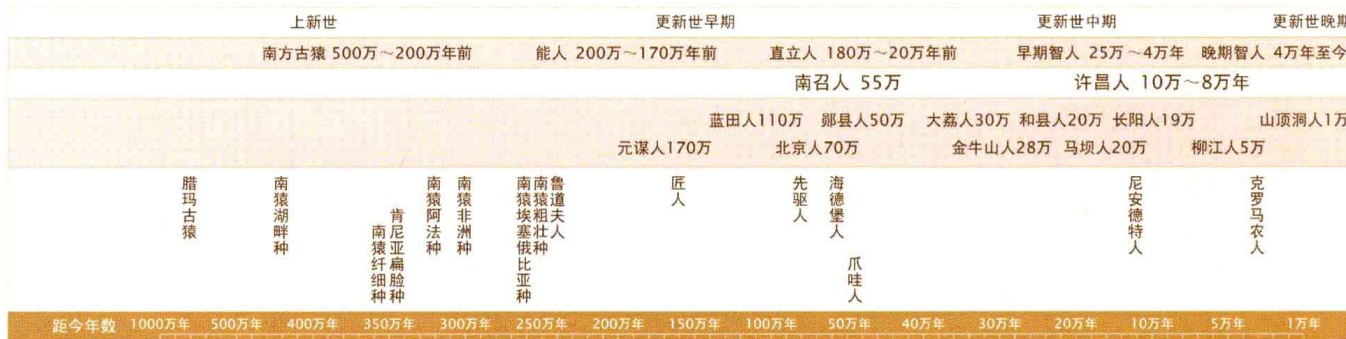 上新世 更新世早期 更新世中期 更新世晚期
南方古猿 500万～200万年前 能人 200万～170万年前 直立人 180万～20万年前 早期智人 25万～4万年 晚期智人 4万年至今
南召人 55万 许昌人 10万～8万年
蓝田人110万 郧县人50万 大荔人30万 和县人20万 长阳人19万 山顶洞人1万
元谋人170万 北京人70万 金牛山人28万 马坝人20万 柳江人5万
腊玛古猿
南猿湖畔种
南猿纤细种
肯尼亚扁脸种
南猿阿法种
南猿非洲种
南猿埃塞俄比亚种
南猿粗壮种
鲁道夫人
匠人
先驱人
海德堡人
爪哇人
尼安德特人
克罗马农人
距今年数 1000万年 500万年 400万年 350万年 300万年 250万年 200万年 150万年 100万年 50万年 40万年 30万年 20万年 10万年 5万年 1万年